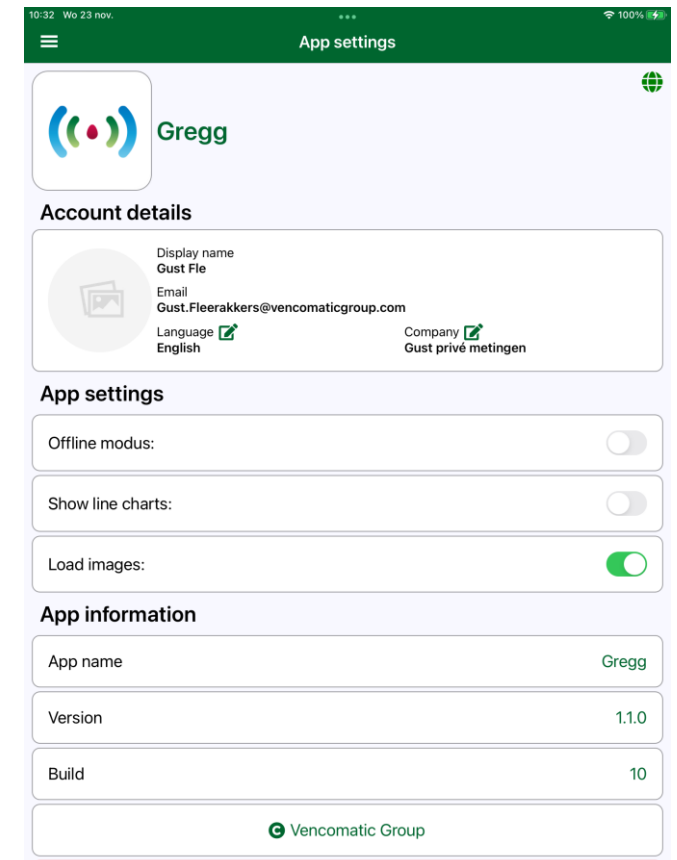 10:32 Wo 23 nov.
100%
App settings
Gregg
Account details
Display name
Gust Fle
Email
Gust.Fleerakkers@vencomaticgroup.com
Language
English
Company
Gust privé metingen
App settings
Offline modus:
Show line charts:
Load images:
App information
App name
Gregg
Version
1.1.0
Build
10
Vencomatic Group